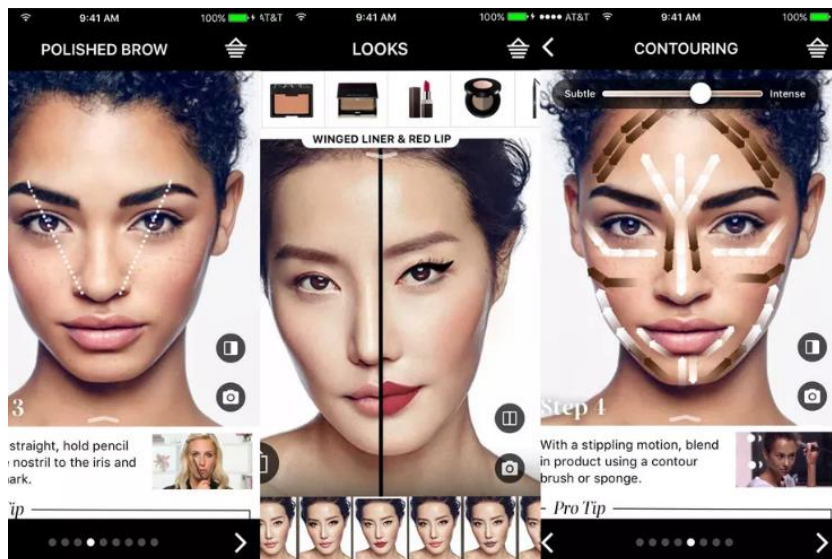 9:41 AM
100%
POLISHED BROW
3
straight, hold pencil
nostril to the iris and
ark.
ip
AT&T
9:41 AM
100%
LOOKS
WINGED LINER & RED LIP
AT&T
9:41 AM
100%
CONTOURING
Subtle
Intense
Step 4
With a stippling motion, blend
in product using a contour
brush or sponge.
Pro Tip